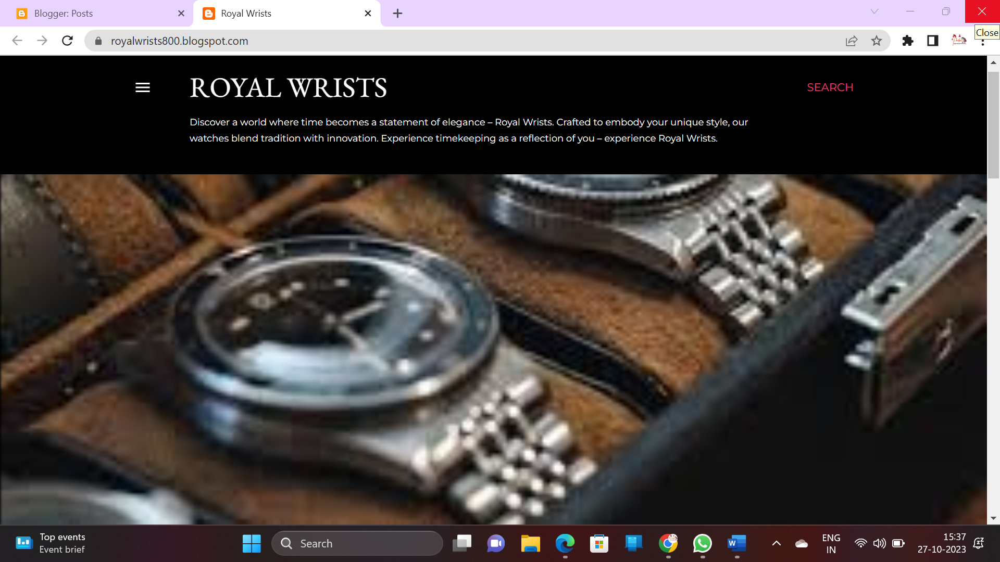 Blogger: Posts
Royal Wrists
royalwrists800.blogspot.com
Close
ROYAL WRISTS
SEARCH
Discover a world where time becomes a statement of elegance – Royal Wrists. Crafted to embody your unique style, our
watches blend tradition with innovation. Experience timekeeping as a reflection of you – experience Royal Wrists.
Top events
Event brief
Search
W
ENG
IN
15:37
27-10-2023